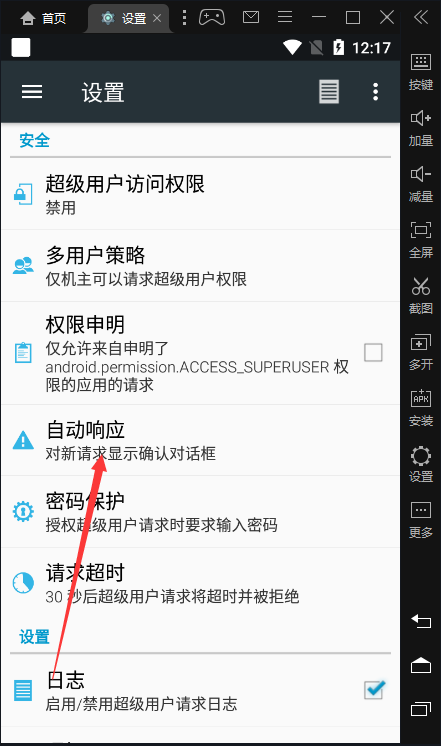 首页
设置
12:17
设置
安全
超级用户访问权限
禁用
多用户策略
仅机主可以请求超级用户权限
权限申明
仅允许来自申明了
android.permission.ACCESS_SUPERUSER 权
限的应用的请求
自动响应
对新请求显示确认对话框
密码保护
授权超级用户请求时要求输入密码
请求超时
30 秒后超级用户请求将超时并被拒绝
设置
日志
启用/禁用超级用户请求日志
按键
加量
减量
全屏
截图
多开
APK
安装
设置
更多